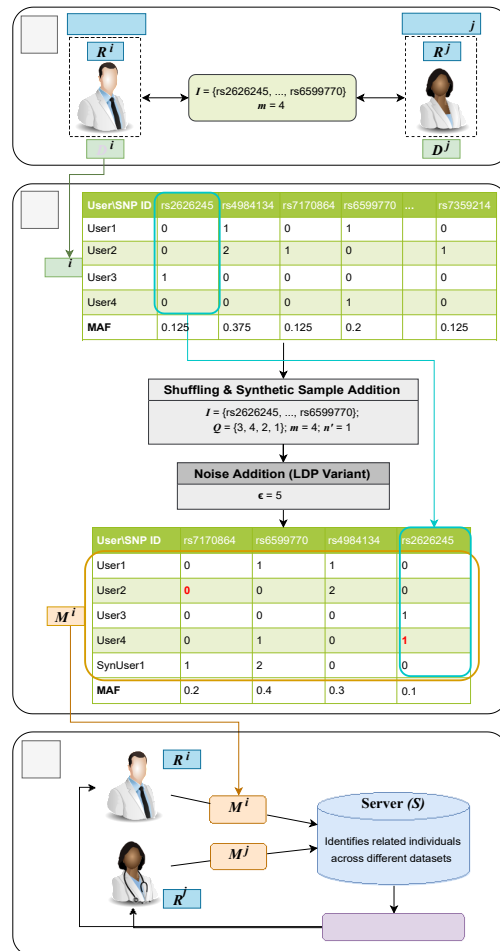 j
R^i
R^j
I = {rs2626245, ..., rs6599770}
m = 4
D^i
D^j
User\SNP ID rs2626245 rs4984134 rs7170864 rs6599770 ... rs7359214
User1 0 1 0 1 0
User2 0 2 1 0 1
i
User3 1 0 0 0 0
User4 0 0 0 1 0
MAF 0.125 0.375 0.125 0.2 0.125
Shuffling & Synthetic Sample Addition
I = {rs2626245, ..., rs6599770};
Q = {3, 4, 2, 1}; m = 4; n' = 1
Noise Addition (LDP Variant)
ϵ = 5
User\SNP ID rs7170864 rs6599770 rs4984134 rs2626245
User1 0 1 1 0
User2 0 0 2 0
M^i
User3 0 0 0 1
User4 0 1 0 1
SynUser1 1 2 0 0
MAF 0.2 0.4 0.3 0.1
R^i
M^i
Server (S)
Identifies related individuals
across different datasets
M^j
R^j